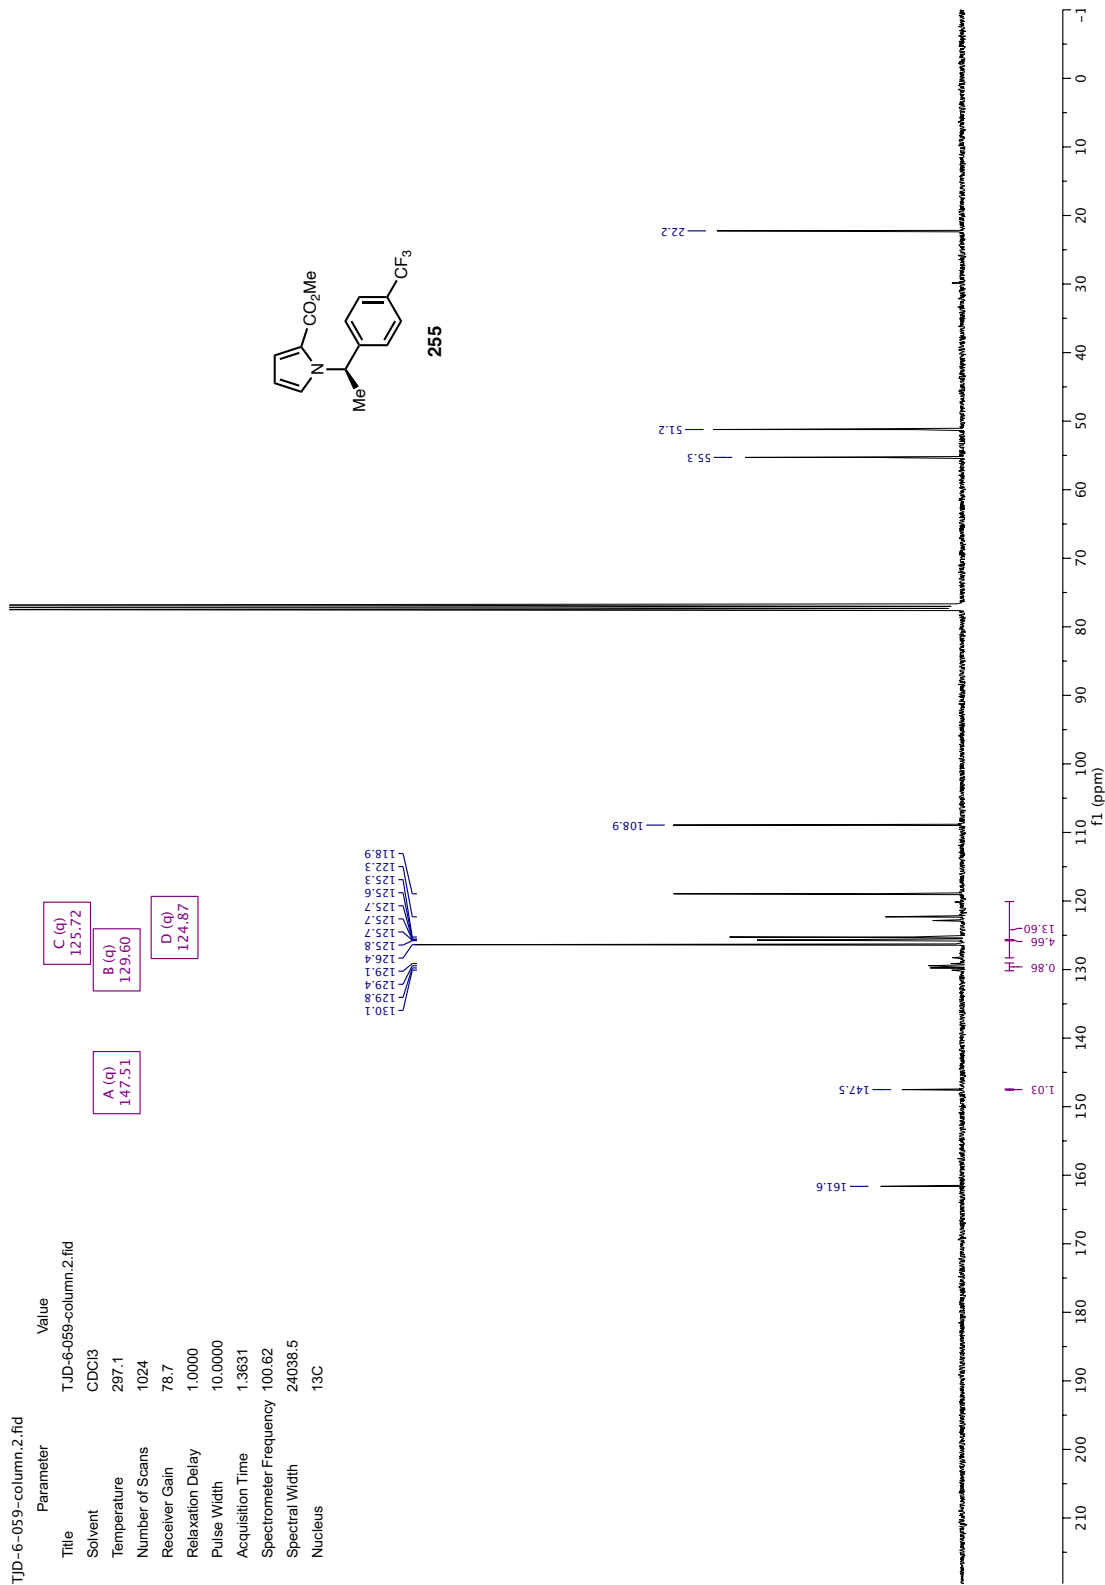 TJD-6-059-column.2.fid
Parameter Value
Title TJD-6-059-column.2.fid
Solvent CDCl3
Temperature 297.1
Number of Scans 1024
Receiver Gain 78.7
Relaxation Delay 1.0000
Pulse Width 10.0000
Acquisition Time 1.3631
Spectrometer Frequency 100.62
Spectral Width 24038.5
Nucleus 13C
A (q)
147.51
B (q)
129.60
C (q)
125.72
D (q)
124.87
CO2Me
N
Me
CF3
255
161.6
147.5
130.1
129.8
129.4
129.1
126.4
125.8
125.7
125.7
125.6
125.3
122.3
118.9
108.9
55.3
51.2
22.2
1.03
0.86
4.66
13.60
210 200 190 180 170 160 150 140 130 120 110 100 90 80 70 60 50 40 30 20 10 0 -1
f1 (ppm)